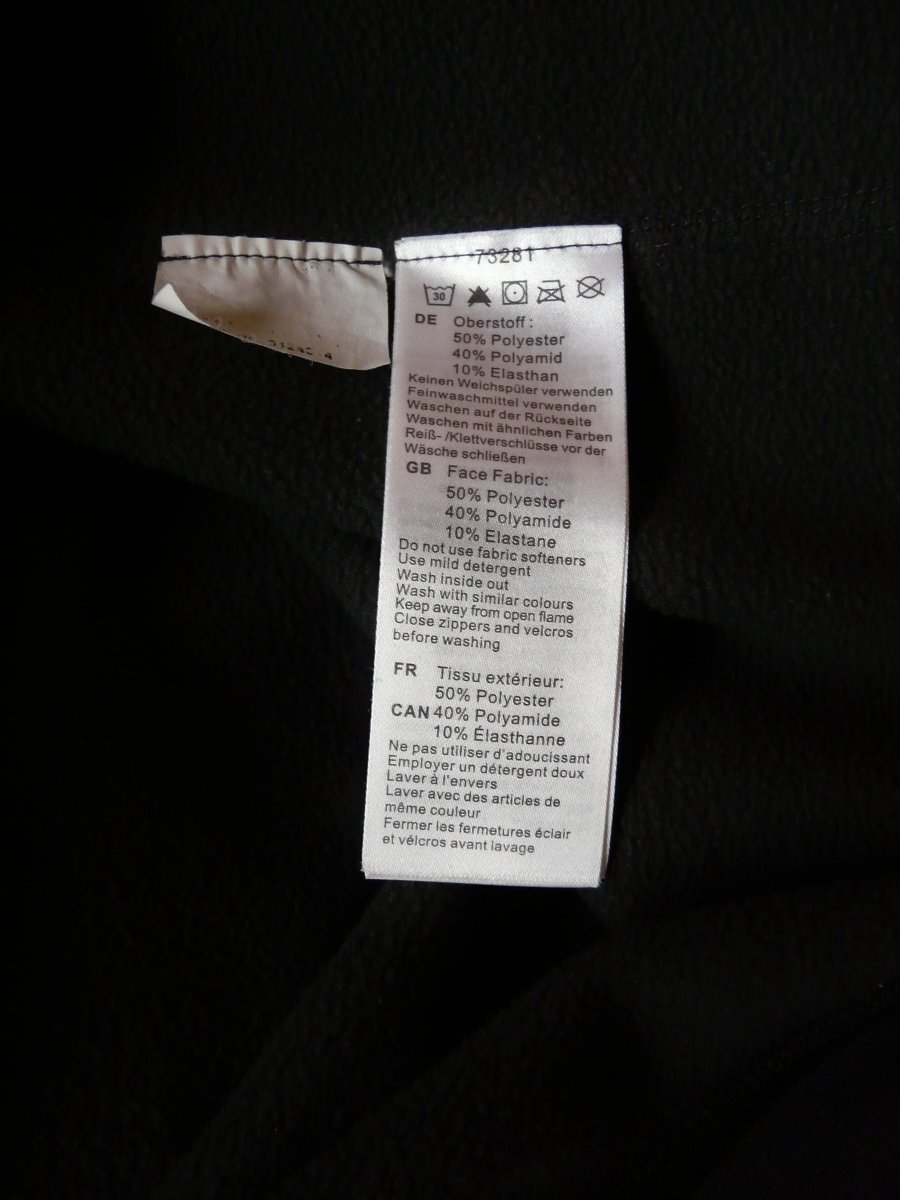 73281
30
DE Oberstoff:
50% Polyester
40% Polyamid
10% Elasthan
Keinen Weichspüler verwenden
Feinwaschmittel verwenden
Waschen auf der Rückseite
Waschen mit ähnlichen Farben
Reiß- /Klettverschlüsse vor der
Wäsche schließen
GB Face Fabric:
50% Polyester
40% Polyamide
10% Elastane
Do not use fabric softeners
Use mild detergent
Wash inside out
Wash with similar colours
Keep away from open flame
Close zippers and velcros
before washing
FR Tissu extérieur:
50% Polyester
CAN 40% Polyamide
10% Élasthanne
Ne pas utiliser d'adoucissant
Employer un détergent doux
Laver à l'envers
Laver avec des articles de
même couleur
Fermer les fermetures éclair
et vélcros avant lavage